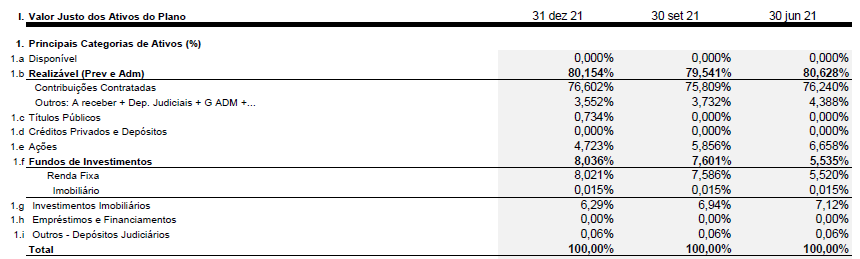 I. Valor Justo dos Ativos do Plano 31 dez 21 30 set 21 30 jun 21
1. Principais Categorias de Ativos (%)
1.a Disponível 0,000% 0,000% 0,000%
1.b Realizável (Prev e Adm) 80,154% 79,541% 80,628%
Contribuições Contratadas 76,602% 75,809% 76,240%
Outros: A receber + Dep. Judiciais + G ADM +... 3,552% 3,732% 4,388%
1.c Títulos Públicos 0,734% 0,000% 0,000%
1.d Créditos Privados e Depósitos 0,000% 0,000% 0,000%
1.e Ações 4,723% 5,856% 6,658%
1.f Fundos de Investimentos 8,036% 7,601% 5,535%
Renda Fixa 8,021% 7,586% 5,520%
Imobiliário 0,015% 0,015% 0,015%
1.g Investimentos Imobiliários 6,29% 6,94% 7,12%
1.h Empréstimos e Financiamentos 0,00% 0,00% 0,00%
1.i Outros - Depósitos Judiciários 0,06% 0,06% 0,06%
Total 100,00% 100,00% 100,00%